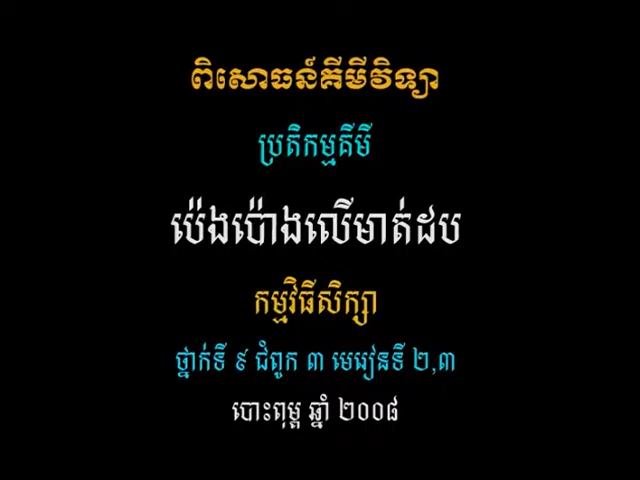 ពិសោធន៍គីមីវិទ្យា
ប្រតិកម្មគីមី
ប៉េងប៉ោងលើមាត់ដប
កម្មវិធីសិក្សា
ថ្នាក់ទី ៩ ជំពូក ៣ មេរៀនទី ២,៣
បោះពុម្ព ឆ្នាំ ២០០៨